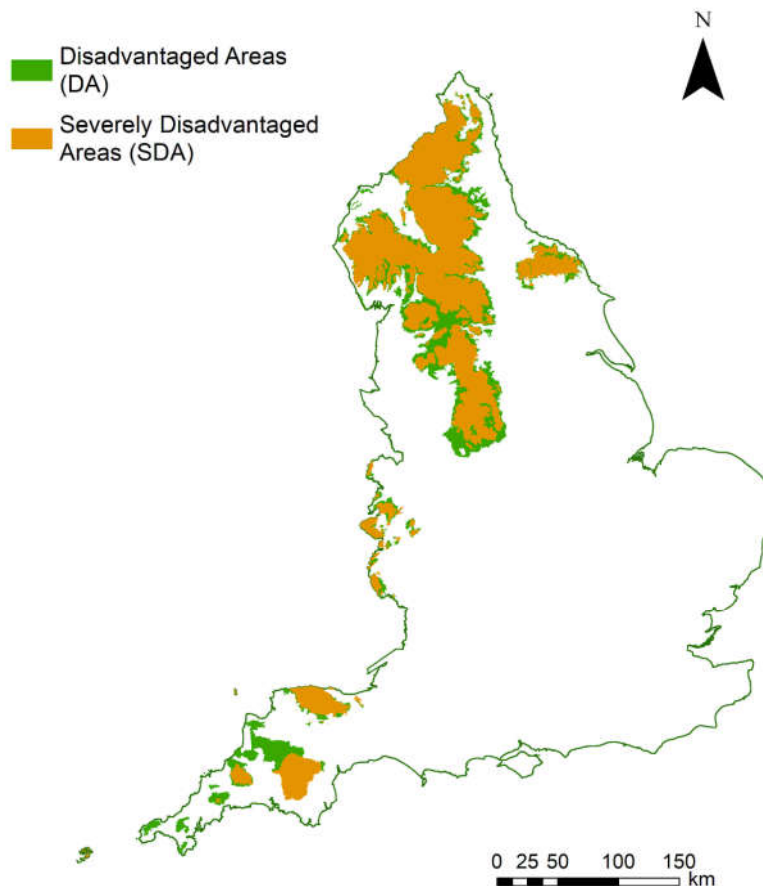 Disadvantaged Areas
(DA)
Severely Disadvantaged
Areas (SDA)
N
0 25 50 100 150
km